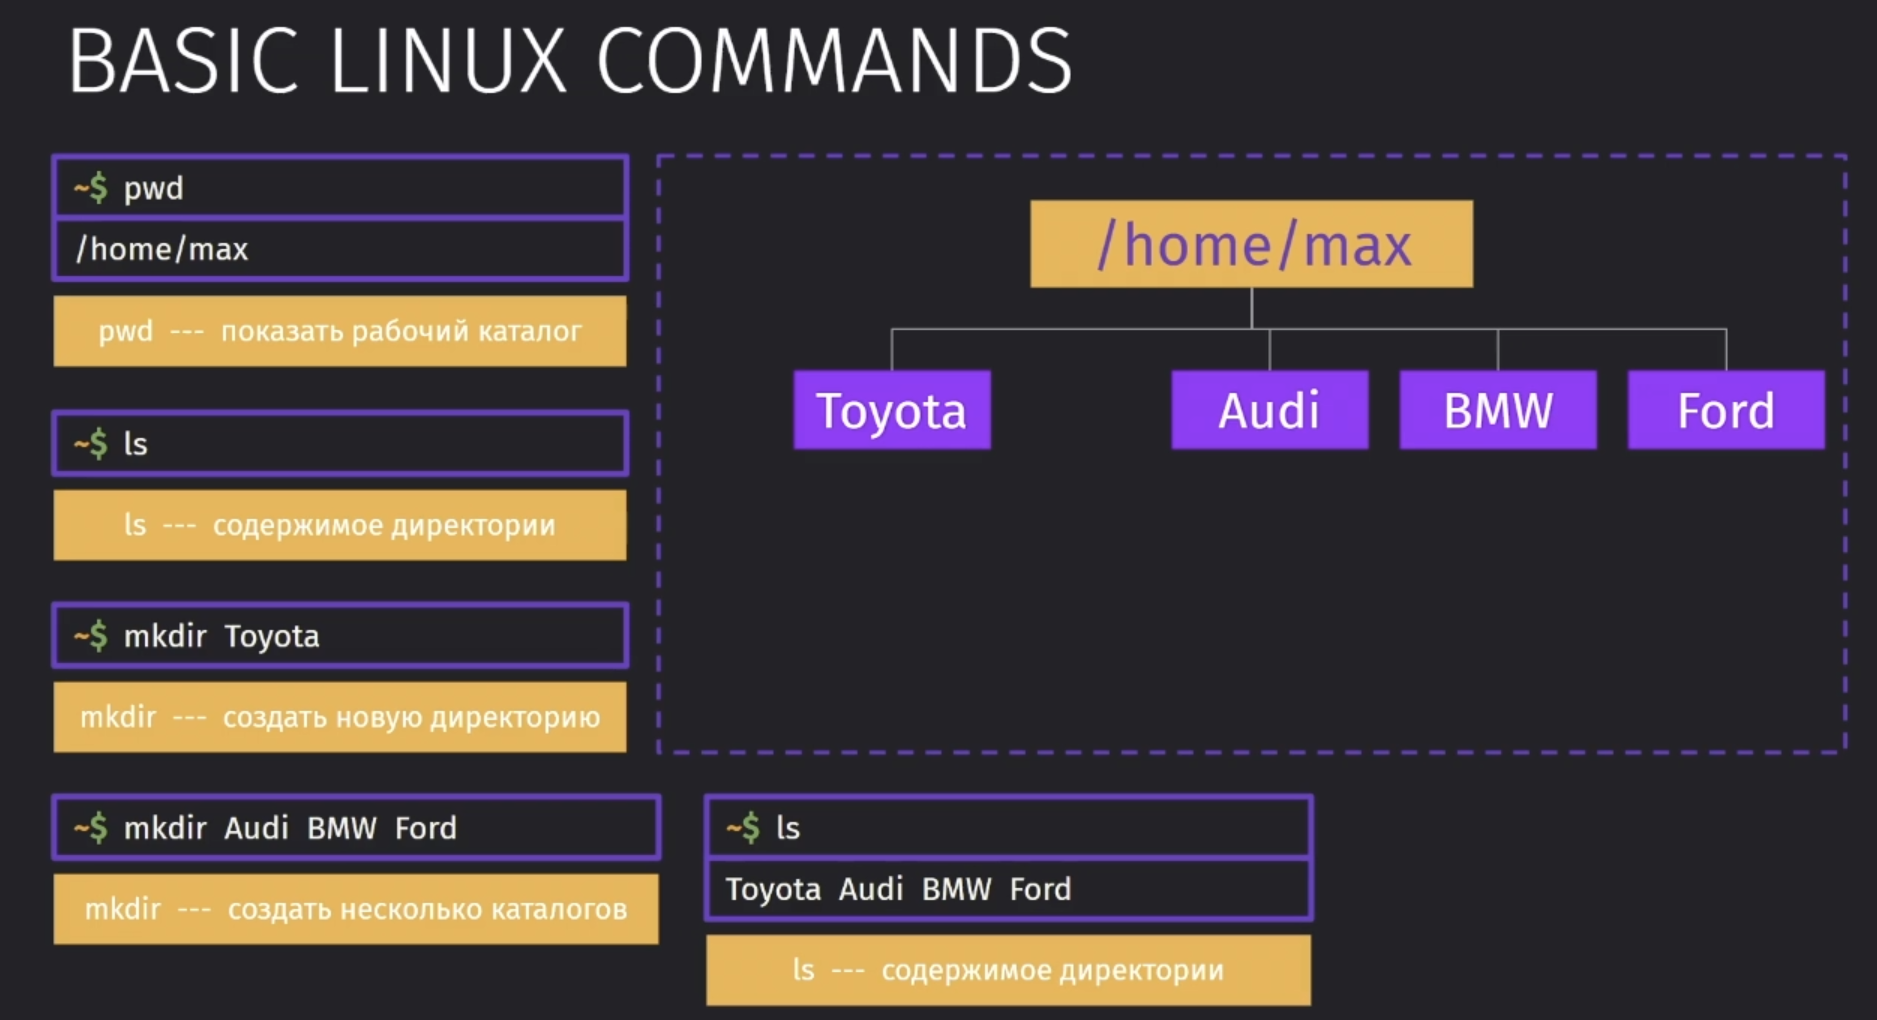 BASIC LINUX COMMANDS
~$ pwd
/home/max
pwd --- показать рабочий каталог
~$ ls
ls --- содержимое директории
~$ mkdir Toyota
mkdir --- создать новую директорию
~$ mkdir Audi BMW Ford
mkdir --- создать несколько каталогов
/home/max
Toyota Audi BMW Ford
~$ ls
Toyota Audi BMW Ford
ls --- содержимое директории